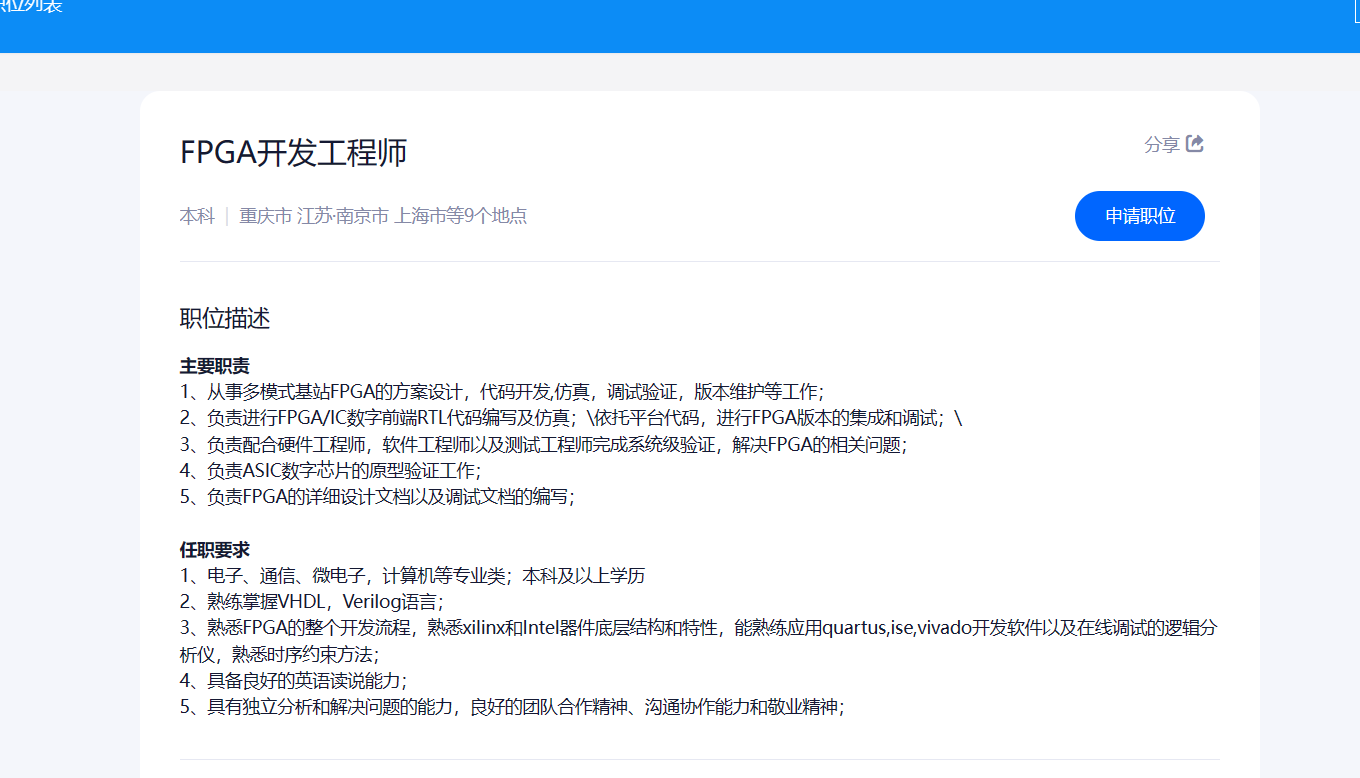 职位列表
FPGA开发工程师
分享
本科 | 重庆市 江苏·南京市 上海市等9个地点
申请职位
职位描述
主要职责
1、从事多模式基站FPGA的方案设计，代码开发,仿真，调试验证，版本维护等工作；
2、负责进行FPGA/IC数字前端RTL代码编写及仿真；\依托平台代码，进行FPGA版本的集成和调试；\
3、负责配合硬件工程师，软件工程师以及测试工程师完成系统级验证，解决FPGA的相关问题；
4、负责ASIC数字芯片的原型验证工作；
5、负责FPGA的详细设计文档以及调试文档的编写；
任职要求
1、电子、通信、微电子，计算机等专业类；本科及以上学历
2、熟练掌握VHDL，Verilog语言；
3、熟悉FPGA的整个开发流程，熟悉xilinx和Intel器件底层结构和特性，能熟练应用quartus,ise,vivado开发软件以及在线调试的逻辑分
析仪，熟悉时序约束方法；
4、具备良好的英语读说能力；
5、具有独立分析和解决问题的能力，良好的团队合作精神、沟通协作能力和敬业精神；